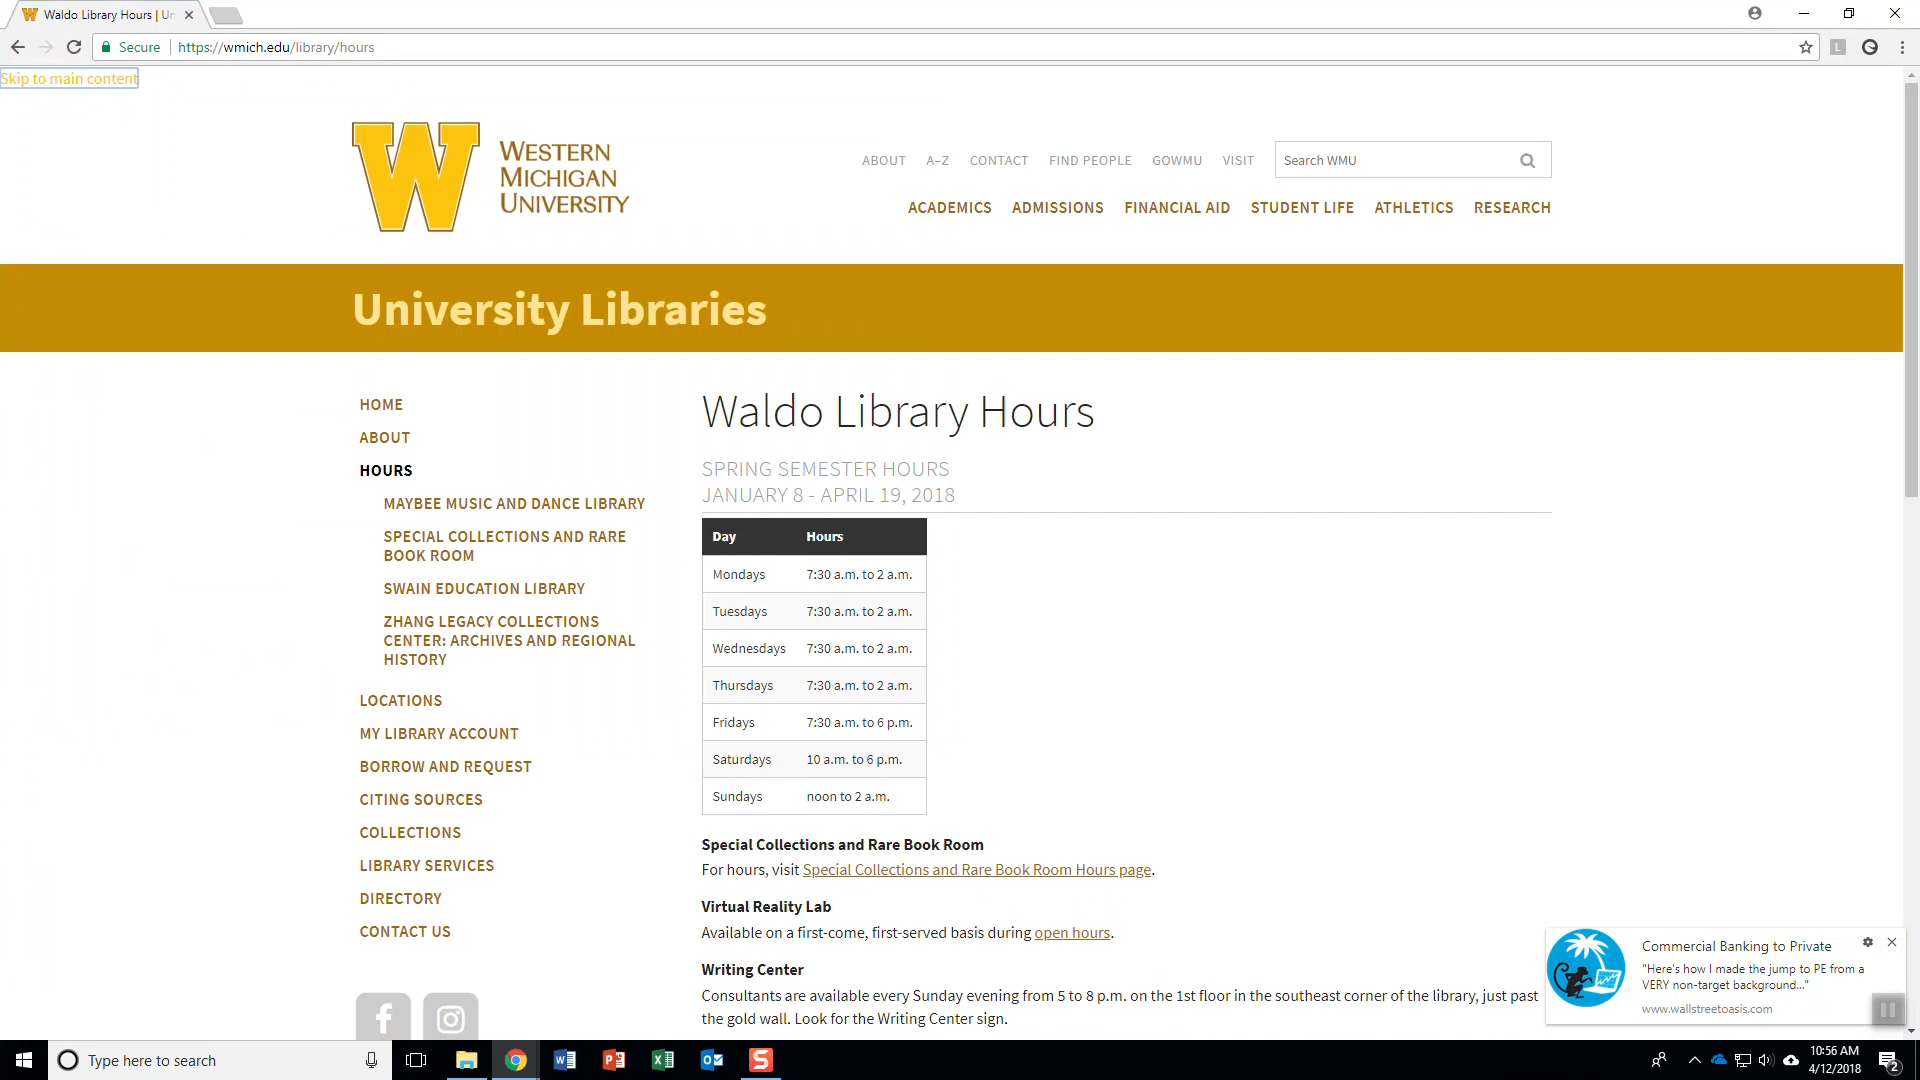 Waldo Library Hours | Un
Secure
https://wmich.edu/library/hours
Skip to main content
W
WESTERN
MICHIGAN
UNIVERSITY
ABOUT A–Z CONTACT FIND PEOPLE GOWMU VISIT
Search WMU
ACADEMICS ADMISSIONS FINANCIAL AID STUDENT LIFE ATHLETICS RESEARCH
University Libraries
HOME
ABOUT
HOURS
MAYBEE MUSIC AND DANCE LIBRARY
SPECIAL COLLECTIONS AND RARE
BOOK ROOM
SWAIN EDUCATION LIBRARY
ZHANG LEGACY COLLECTIONS
CENTER: ARCHIVES AND REGIONAL
HISTORY
LOCATIONS
MY LIBRARY ACCOUNT
BORROW AND REQUEST
CITING SOURCES
COLLECTIONS
LIBRARY SERVICES
DIRECTORY
CONTACT US
Waldo Library Hours
SPRING SEMESTER HOURS
JANUARY 8 - APRIL 19, 2018
Day Hours
Mondays 7:30 a.m. to 2 a.m.
Tuesdays 7:30 a.m. to 2 a.m.
Wednesdays 7:30 a.m. to 2 a.m.
Thursdays 7:30 a.m. to 2 a.m.
Fridays 7:30 a.m. to 6 p.m.
Saturdays 10 a.m. to 6 p.m.
Sundays noon to 2 a.m.
Special Collections and Rare Book Room
For hours, visit Special Collections and Rare Book Room Hours page.
Virtual Reality Lab
Available on a first-come, first-served basis during open hours.
Writing Center
Consultants are available every Sunday evening from 5 to 8 p.m. on the 1st floor in the southeast corner of the library, just past
the gold wall. Look for the Writing Center sign.
Commercial Banking to Private
"Here's how I made the jump to PE from a
VERY non-target background..."
www.wallstreetoasis.com
Type here to search
10:56 AM
4/12/2018
2